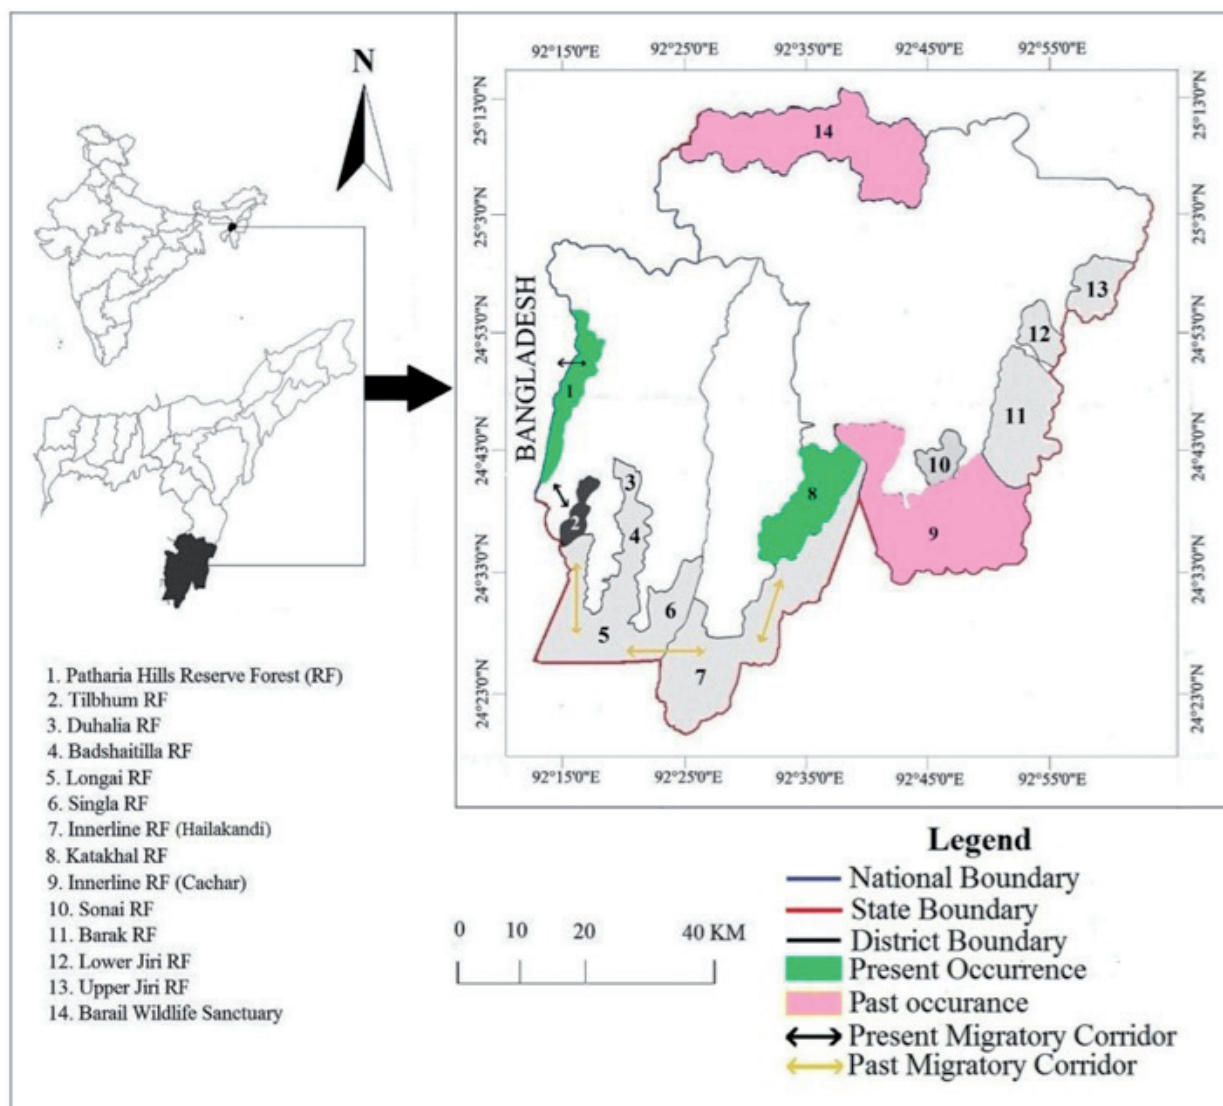 N
92°15'0"E 92°25'0"E 92°35'0"E 92°45'0"E 92°55'0"E
25°13'0"N 25°13'0"N
25°3'0"N 25°3'0"N
24°53'0"N 24°53'0"N
24°43'0"N 24°43'0"N
24°33'0"N 24°33'0"N
24°23'0"N 24°23'0"N
BANGLADESH
14
13
12
11
10
9
8
1
2
3
4
5
6
7
92°15'0"E 92°25'0"E 92°35'0"E 92°45'0"E 92°55'0"E
1. Patharia Hills Reserve Forest (RF)
2. Tilbhum RF
3. Duhalia RF
4. Badshaitilla RF
5. Longai RF
6. Singla RF
7. Innerline RF (Hailakandi)
8. Katakhal RF
9. Innerline RF (Cachar)
10. Sonai RF
11. Barak RF
12. Lower Jiri RF
13. Upper Jiri RF
14. Barail Wildlife Sanctuary
0 10 20 40 KM
Legend
National Boundary
State Boundary
District Boundary
Present Occurrence
Past occurance
Present Migratory Corridor
Past Migratory Corridor